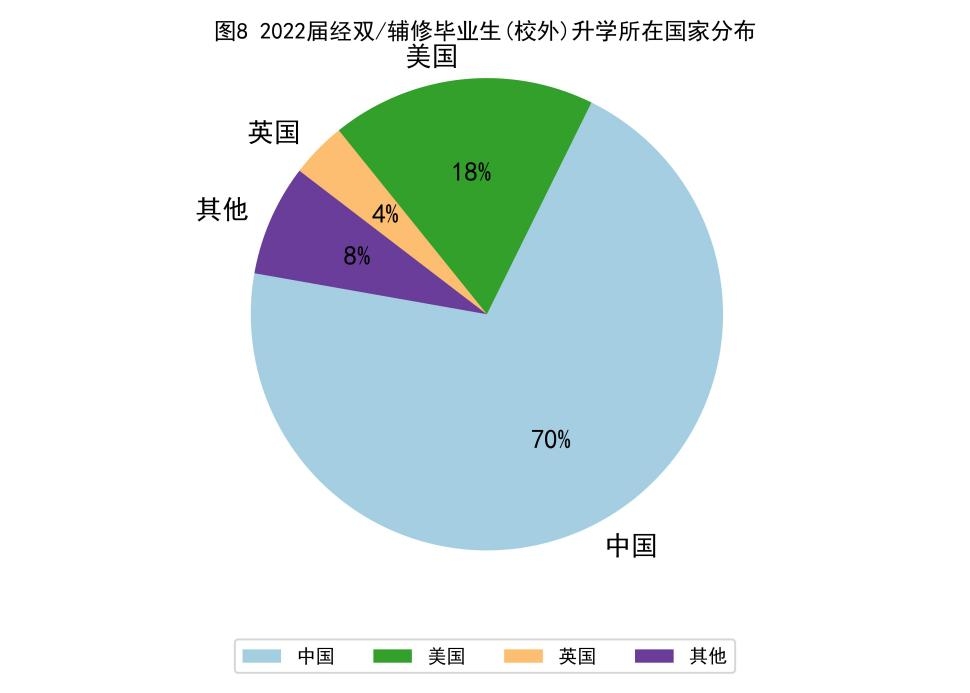 图8 2022届经双/辅修毕业生(校外)升学所在国家分布
美国
英国
18%
其他
4%
8%
70%
中国
中国 美国 英国 其他